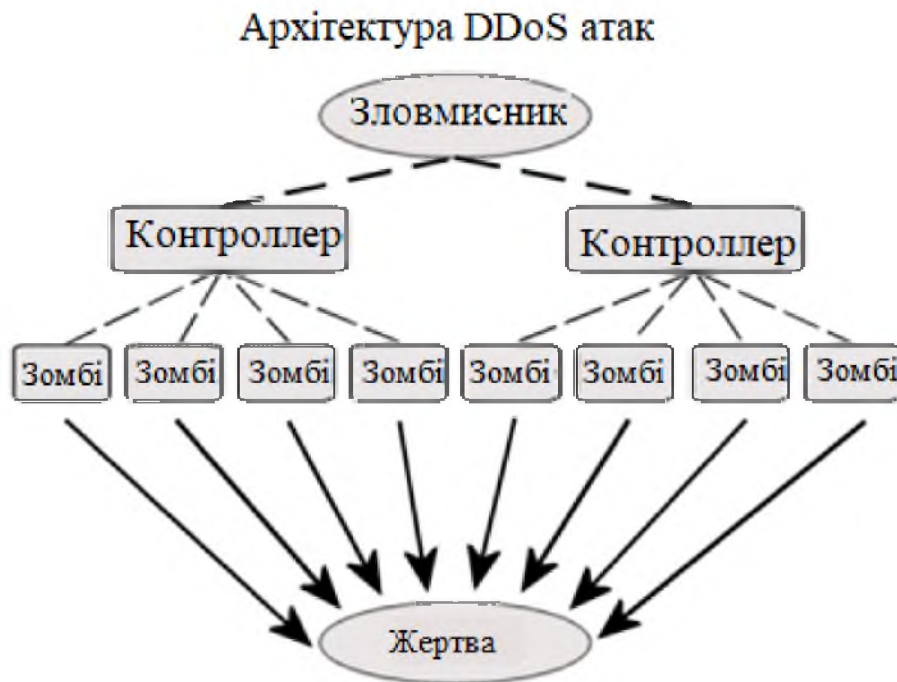 Архітектура DDoS атак
Зловмисник
Контроллер
Контроллер
Зомбі
Зомбі
Зомбі
Зомбі
Зомбі
Зомбі
Зомбі
Зомбі
Жертва